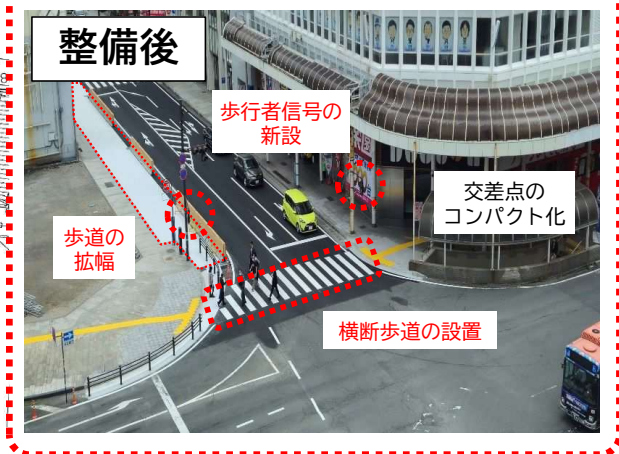 整備後
歩行者信号の
新設
交差点の
コンパクト化
歩道の
拡幅
横断歩道の設置